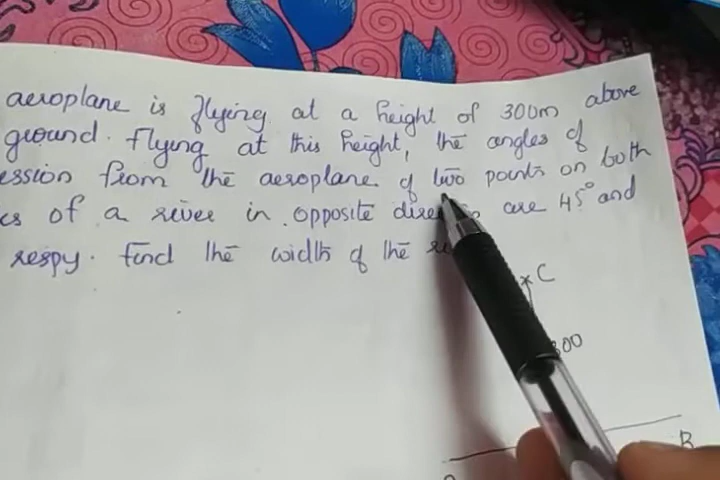 aeroplane is flying at a height of 300m above
ground. flying at this height, the angles of
ession from the aeroplane of two points on both
es of a river in opposite are 45° and
respy. find the width of the
C
300
B